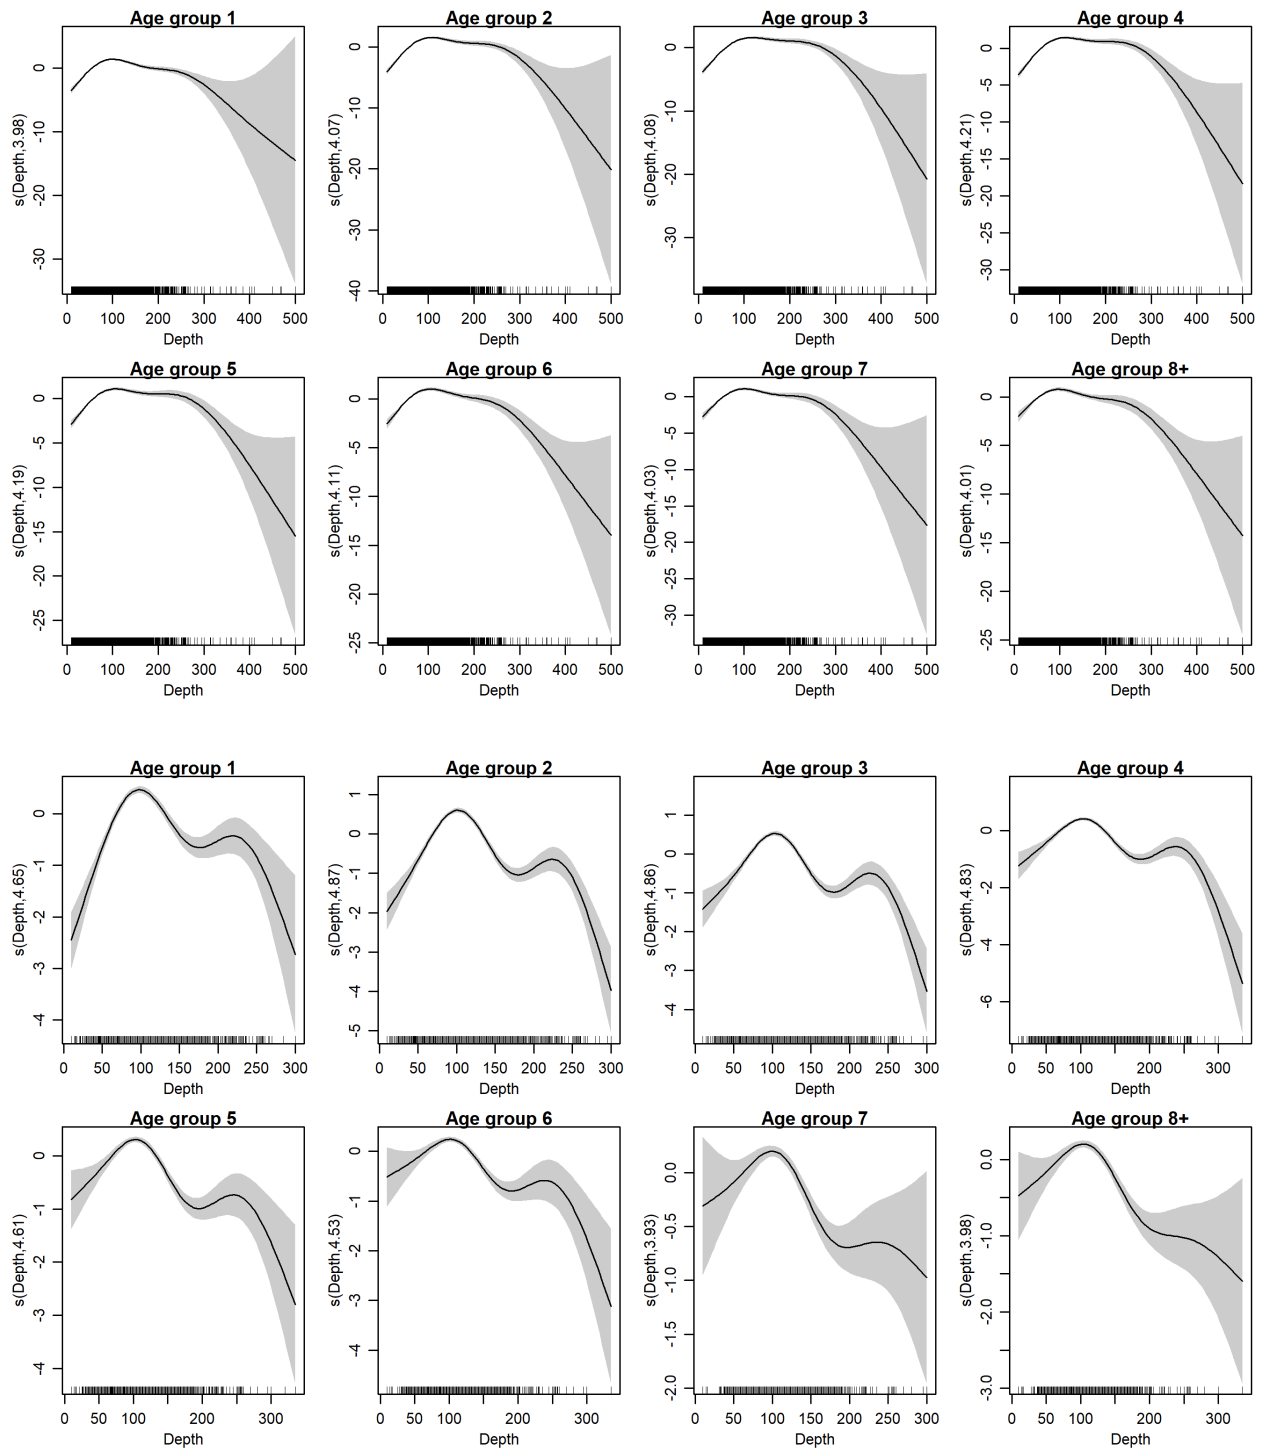 Age group 1
Age group 2
Age group 3
Age group 4
s(Depth,3.98)
0
-10
-20
-30
0 100 200 300 400 500
Depth
s(Depth,4.07)
0
-10
-20
-30
-40
0 100 200 300 400 500
Depth
s(Depth,4.08)
0
-10
-20
-30
0 100 200 300 400 500
Depth
s(Depth,4.21)
0
-5
-10
-15
-20
-25
-30
0 100 200 300 400 500
Depth
Age group 5
Age group 6
Age group 7
Age group 8+
s(Depth,4.19)
0
-5
-10
-15
-20
-25
0 100 200 300 400 500
Depth
s(Depth,4.11)
0
-5
-10
-15
-20
-25
0 100 200 300 400 500
Depth
s(Depth,4.03)
0
-5
-10
-15
-20
-25
-30
0 100 200 300 400 500
Depth
s(Depth,4.01)
0
-5
-10
-15
-20
-25
0 100 200 300 400 500
Depth
Age group 1
Age group 2
Age group 3
Age group 4
s(Depth,4.65)
0
-1
-2
-3
-4
0 50 100 150 200 250 300
Depth
s(Depth,4.87)
1
0
-1
-2
-3
-4
-5
0 50 100 150 200 250 300
Depth
s(Depth,4.86)
1
0
-1
-2
-3
-4
0 50 100 150 200 250 300
Depth
s(Depth,4.83)
0
-2
-4
-6
0 50 100 200 300
Depth
Age group 5
Age group 6
Age group 7
Age group 8+
s(Depth,4.61)
0
-1
-2
-3
-4
0 50 100 200 300
Depth
s(Depth,4.53)
0
-1
-2
-3
-4
0 50 100 200 300
Depth
s(Depth,3.93)
0.0
-0.5
-1.0
-1.5
-2.0
0 50 100 150 200 250 300
Depth
s(Depth,3.98)
0.0
-1.0
-2.0
-3.0
0 50 100 200 300
Depth